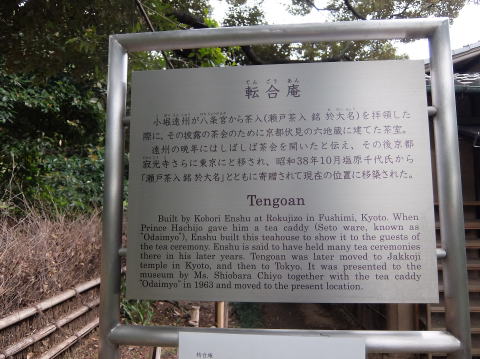 てん ごう あん
転合庵
小堀遠州が八条宮から茶入(瀬戸茶入 銘 於大名)を拝領した
際に、その披露の茶会のために京都伏見の六地蔵に建てた茶室。
遠州の晩年にはしばしば茶会を開いたと伝え、その後京都
寂光寺さらに東京にと移され、昭和38年10月塩原千代氏から
「瀬戸茶入 銘 於大名」とともに寄贈されて現在の位置に移築された。
Tengoan
Built by Kobori Enshu at Rokujizo in Fushimi, Kyoto. When
Prince Hachijo gave him a tea caddy (Seto ware, known as
"Odaimyo"), Enshu built this teahouse to show it to the guests of
the tea ceremony. Enshu is said to have held many tea ceremonies
there in his later years. Tengoan was later moved to Jakkoji
temple in Kyoto, and then to Tokyo. It was presented to the
museum by Ms. Shiobara Chiyo together with the tea caddy
"Odaimyo" in 1963 and moved to the present location.
転合庵